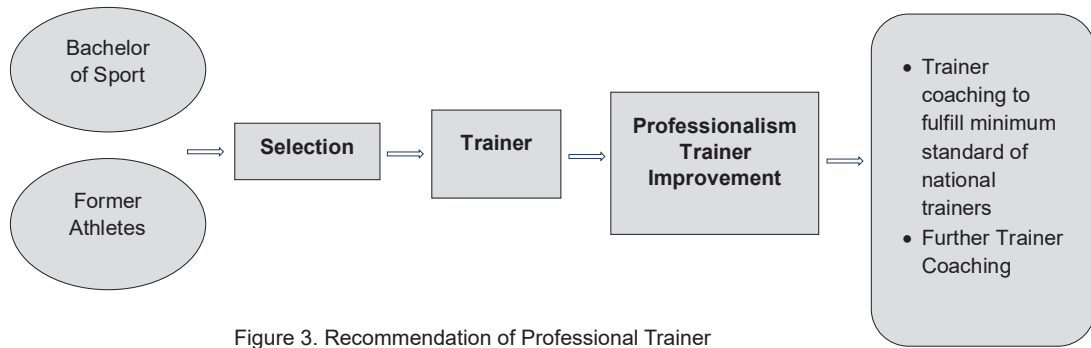 Bachelor
of Sport
Former
Athletes
Selection
Trainer
Professionalism
Trainer
Improvement
• Trainer
coaching to
fulfill minimum
standard of
national
trainers
• Further Trainer
Coaching
Figure 3. Recommendation of Professional Trainer